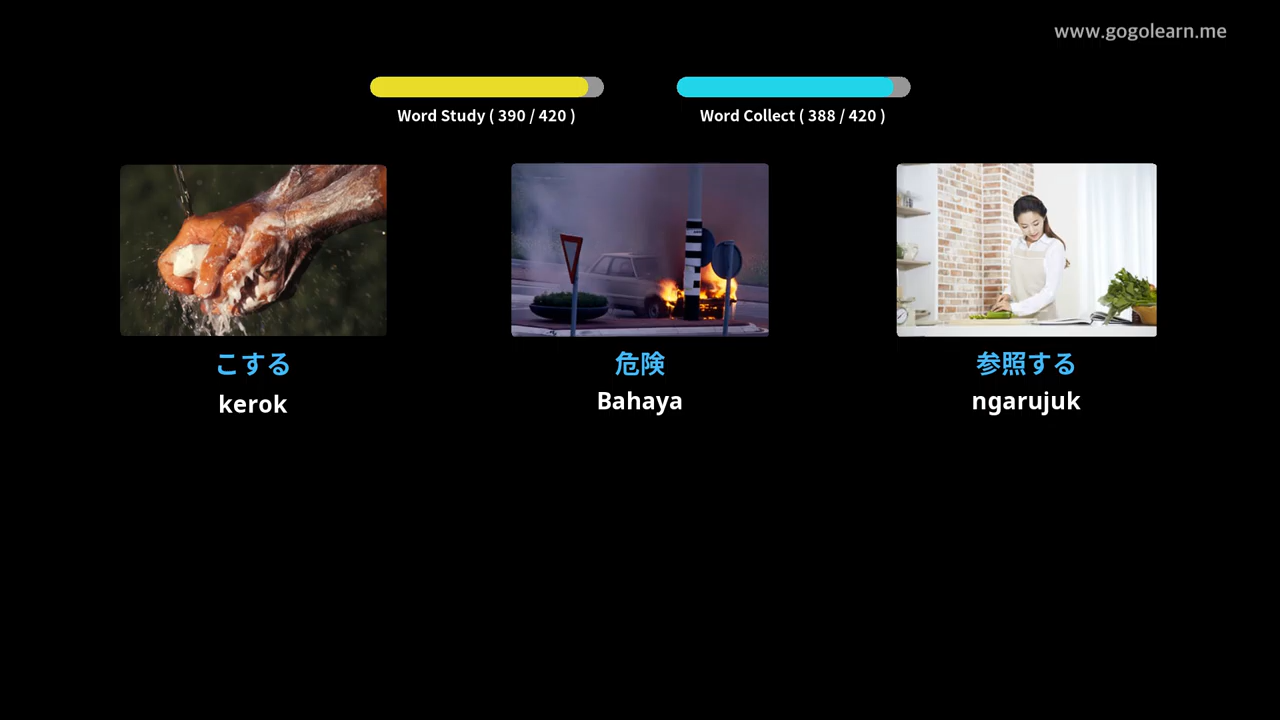 www.gogolearn.me
Word Study ( 390 / 420 )
Word Collect ( 388 / 420 )
こする
危険
参照する
kerok
Bahaya
ngarujuk